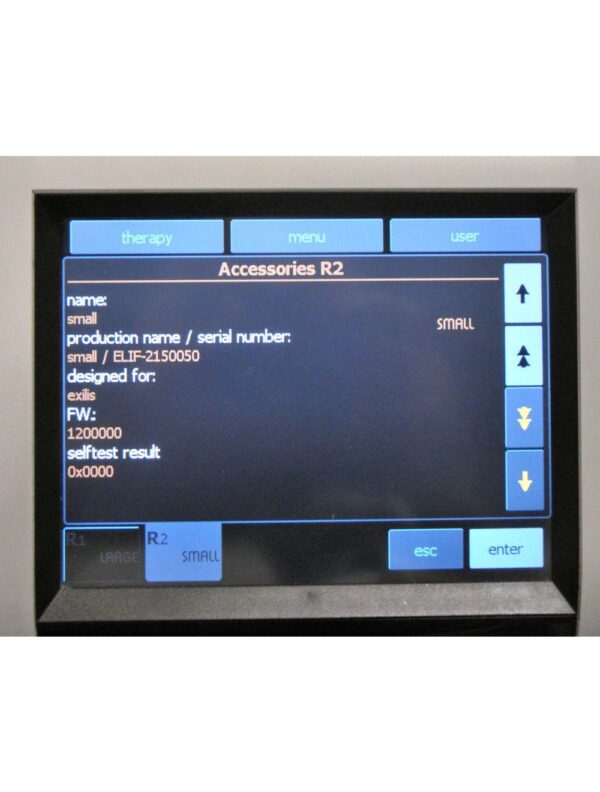 therapy menu user
Accessories R2
name:
small
SMALL
production name / serial number:
small / ELIF-2150050
designed for:
exilis
FW.:
1200000
selftest result
0x0000
R1 R2
LARGE SMALL
esc enter